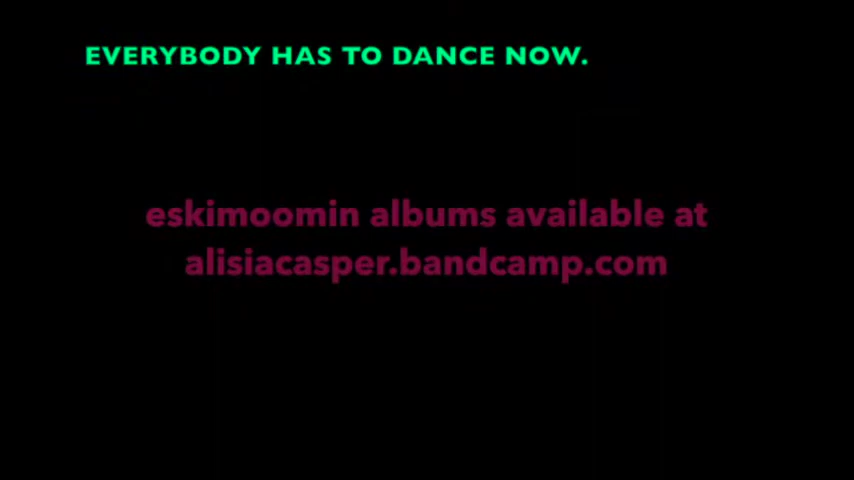 EVERYBODY HAS TO DANCE NOW.
eskimoomin albums available at
alisiacasper.bandcamp.com